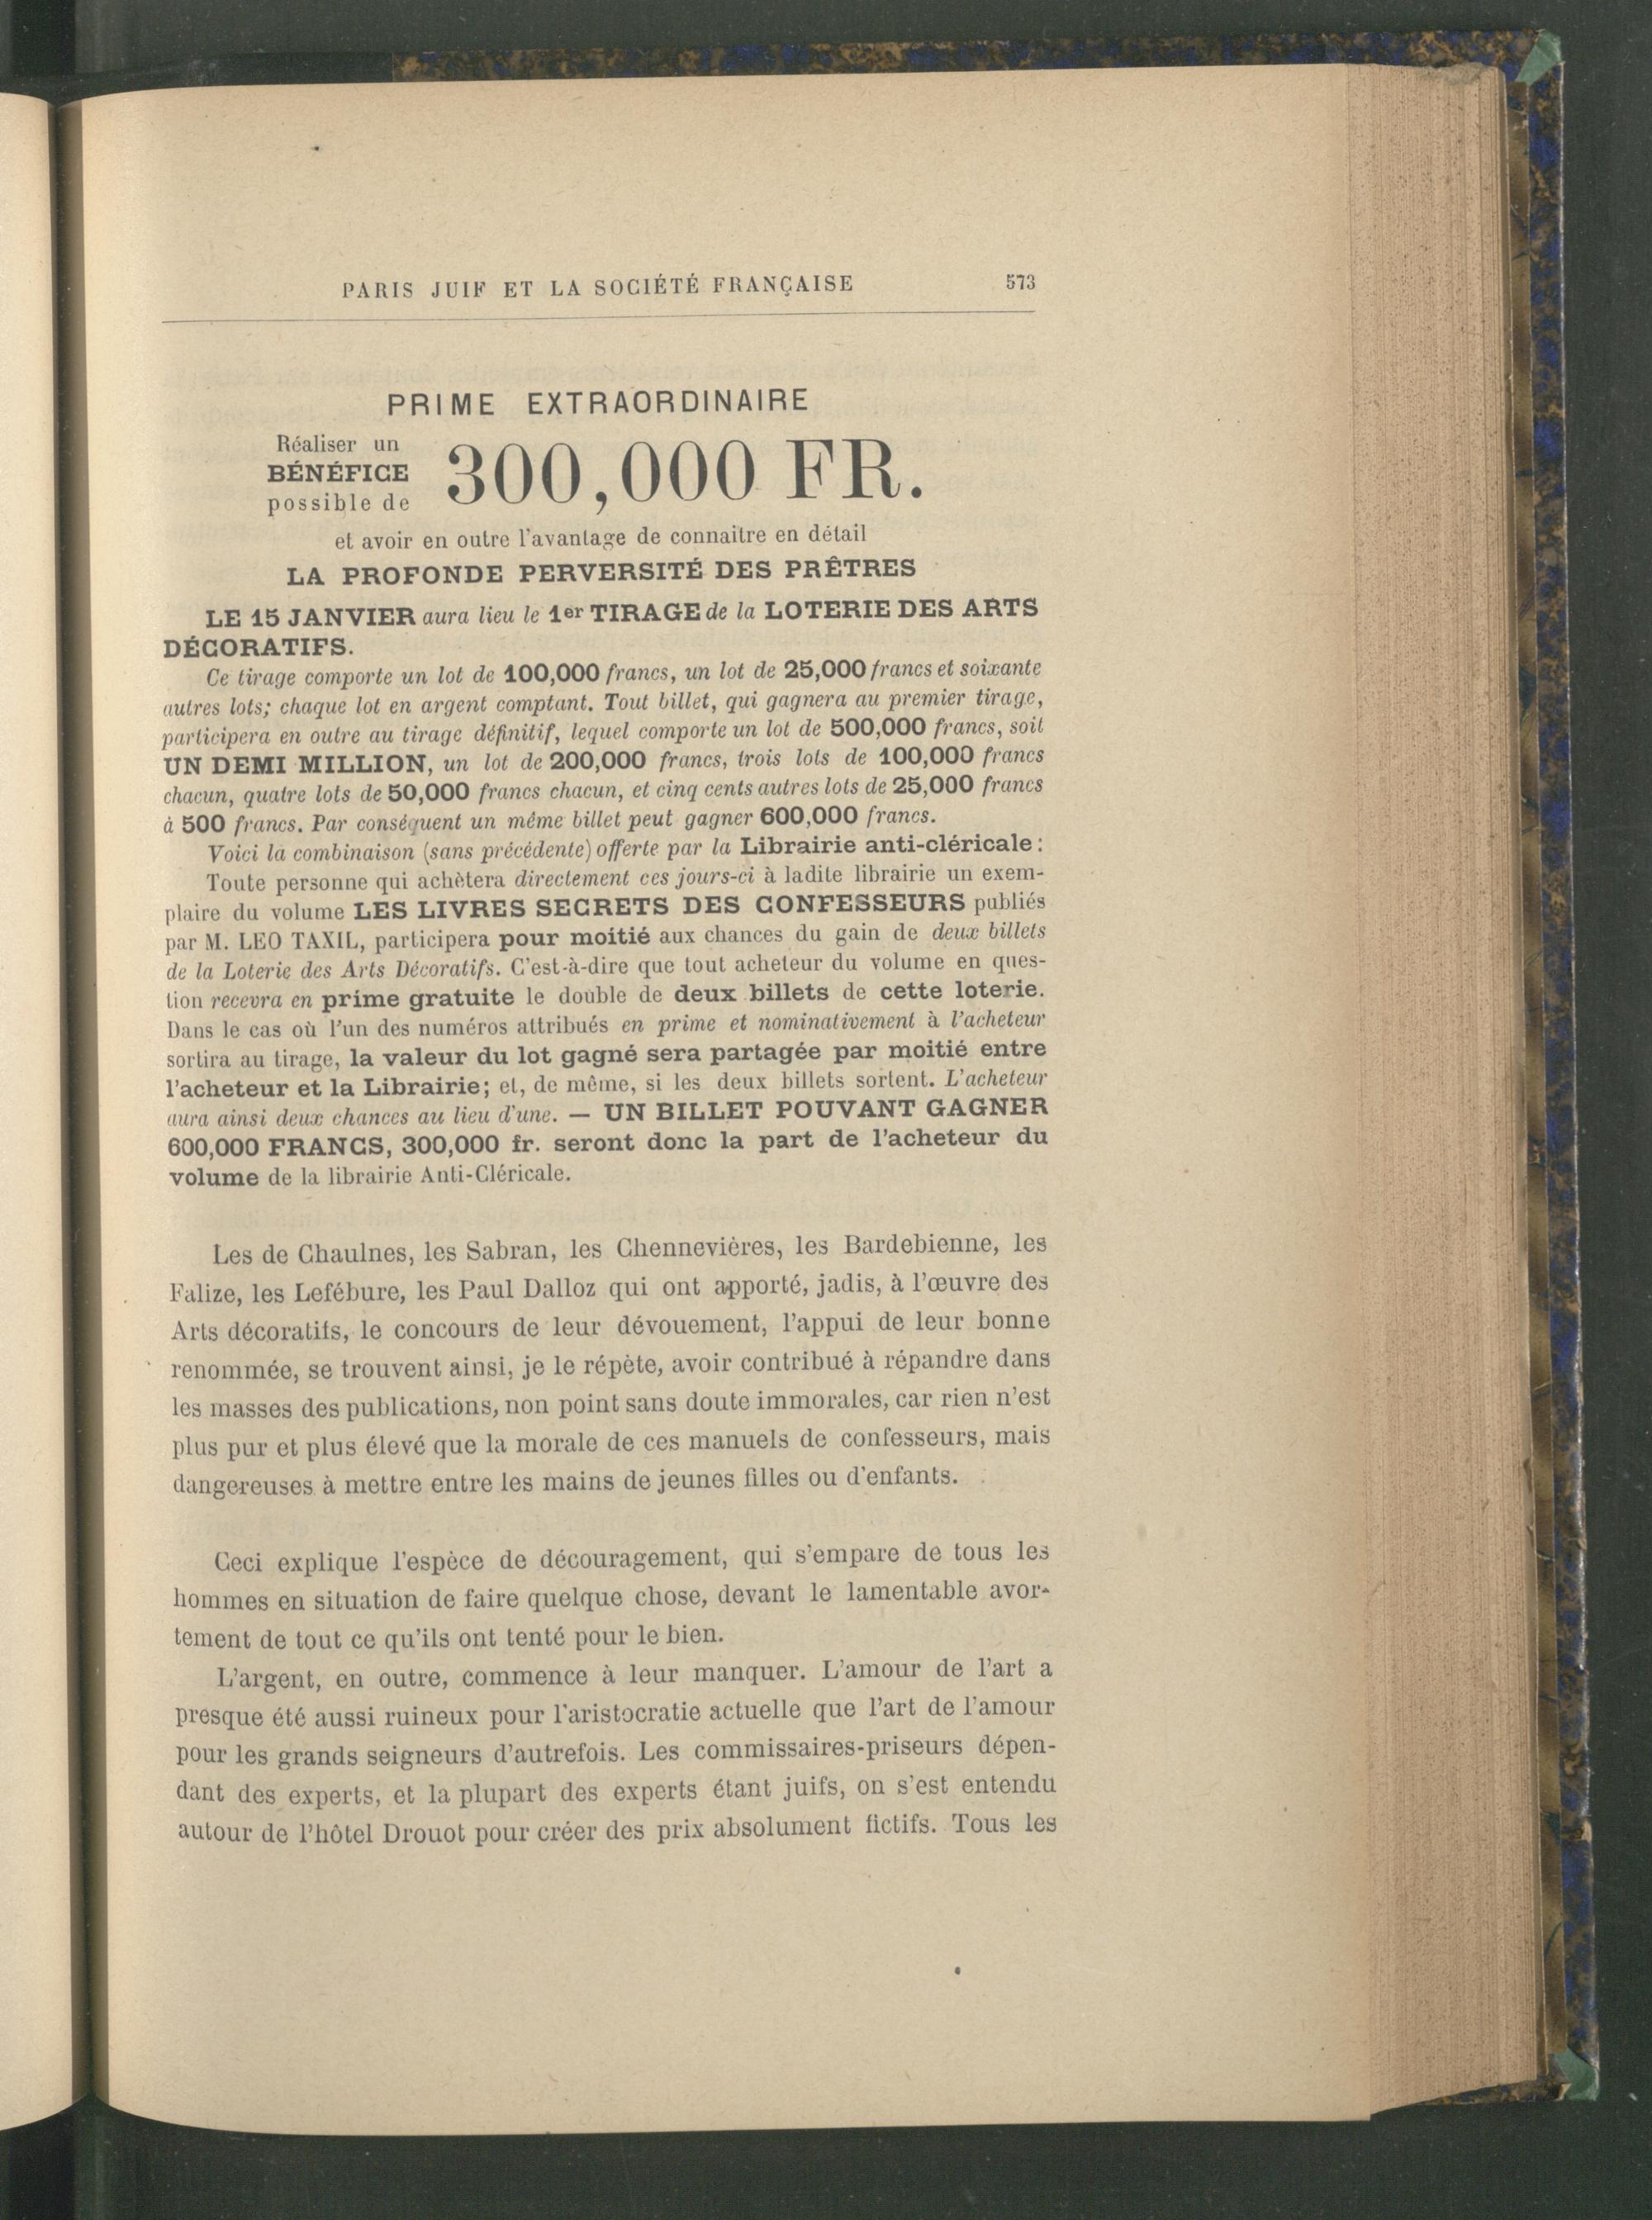 PARIS JUIF ET LA SOCIÉTÉ FRANÇAISE 573
PRIME EXTRAORDINAIRE
Réaliser un
BÉNÉFICE
possible de
300,000 FR.
et avoir en outre l'avantage de connaitre en détail
LA PROFONDE PERVERSITÉ DES PRÊTRES
LE 15 JANVIER aura lieu le 1er TIRAGE de la LOTERIE DES ARTS
DÉCORATIFS.
Ce tirage comporte un lot de 100,000 francs, un lot de 25,000 francs et soixante
autres lots; chaque lot en argent comptant. Tout billet, qui gagnera au premier tirage,
participera en outre au tirage définitif, lequel comporte un lot de 500,000 francs, soit
UN DEMI MILLION, un lot de 200,000 francs, trois lots de 100,000 francs
chacun, quatre lots de 50,000 francs chacun, et cinq cents autres lots de 25,000 francs
à 500 francs. Par conséquent un même billet peut gagner 600,000 francs.
Voici la combinaison (sans précédente) offerte par la Librairie anti-cléricale:
Toute personne qui achètera directement ces jours-ci à ladite librairie un exem-
plaire du volume LES LIVRES SECRETS DES CONFESSEURS publiés
par M. LEO TAXIL, participera pour moitié aux chances du gain de deux billets
de la Loterie des Arts Décoratifs. C'est-à-dire que tout acheteur du volume en ques-
tion recevra en prime gratuite le double de deux billets de cette loterie.
Dans le cas où l'un des numéros attribués en prime et nominativement à l'acheteur
sortira au tirage, la valeur du lot gagné sera partagée par moitié entre
l'acheteur et la Librairie; et, de même, si les deux billets sortent. L'acheteur
aura ainsi deux chances au lieu d'une. — UN BILLET POUVANT GAGNER
600,000 FRANCS, 300,000 fr. seront donc la part de l'acheteur du
volume de la librairie Anti-Cléricale.
Les de Chaulnes, les Sabran, les Chennevières, les Bardebienne, les
Falize, les Lefébure, les Paul Dalloz qui ont apporté, jadis, à l'œuvre des
Arts décoratifs, le concours de leur dévouement, l'appui de leur bonne
renommée, se trouvent ainsi, je le répète, avoir contribué à répandre dans
les masses des publications, non point sans doute immorales, car rien n'est
plus pur et plus élevé que la morale de ces manuels de confesseurs, mais
dangereuses à mettre entre les mains de jeunes filles ou d'enfants.
Ceci explique l'espèce de découragement, qui s'empare de tous les
hommes en situation de faire quelque chose, devant le lamentable avor-
tement de tout ce qu'ils ont tenté pour le bien.
L'argent, en outre, commence à leur manquer. L'amour de l'art a
presque été aussi ruineux pour l'aristocratie actuelle que l'art de l'amour
pour les grands seigneurs d'autrefois. Les commissaires-priseurs dépen-
dant des experts, et la plupart des experts étant juifs, on s'est entendu
autour de l'hôtel Drouot pour créer des prix absolument fictifs. Tous les